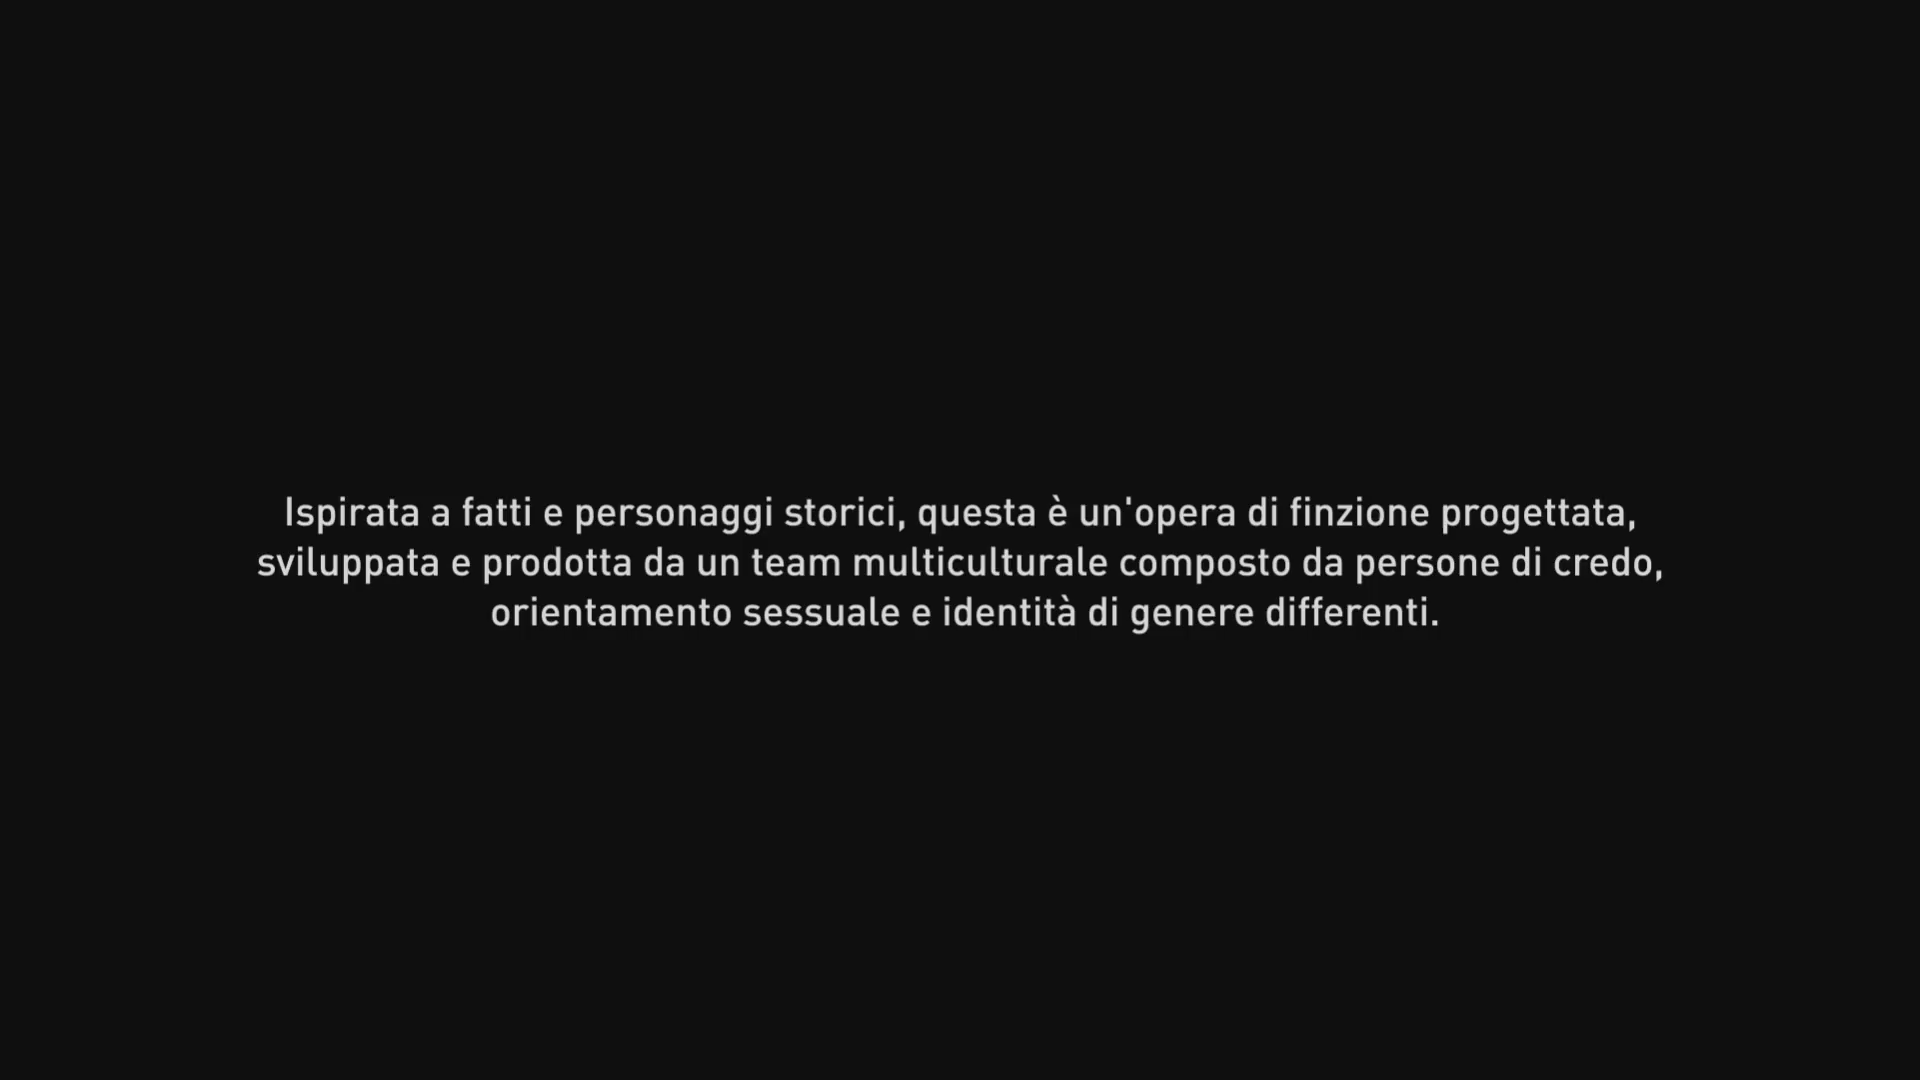 Ispirata a fatti e personaggi storici, questa è un'opera di finzione progettata,
sviluppata e prodotta da un team multiculturale composto da persone di credo,
orientamento sessuale e identità di genere differenti.